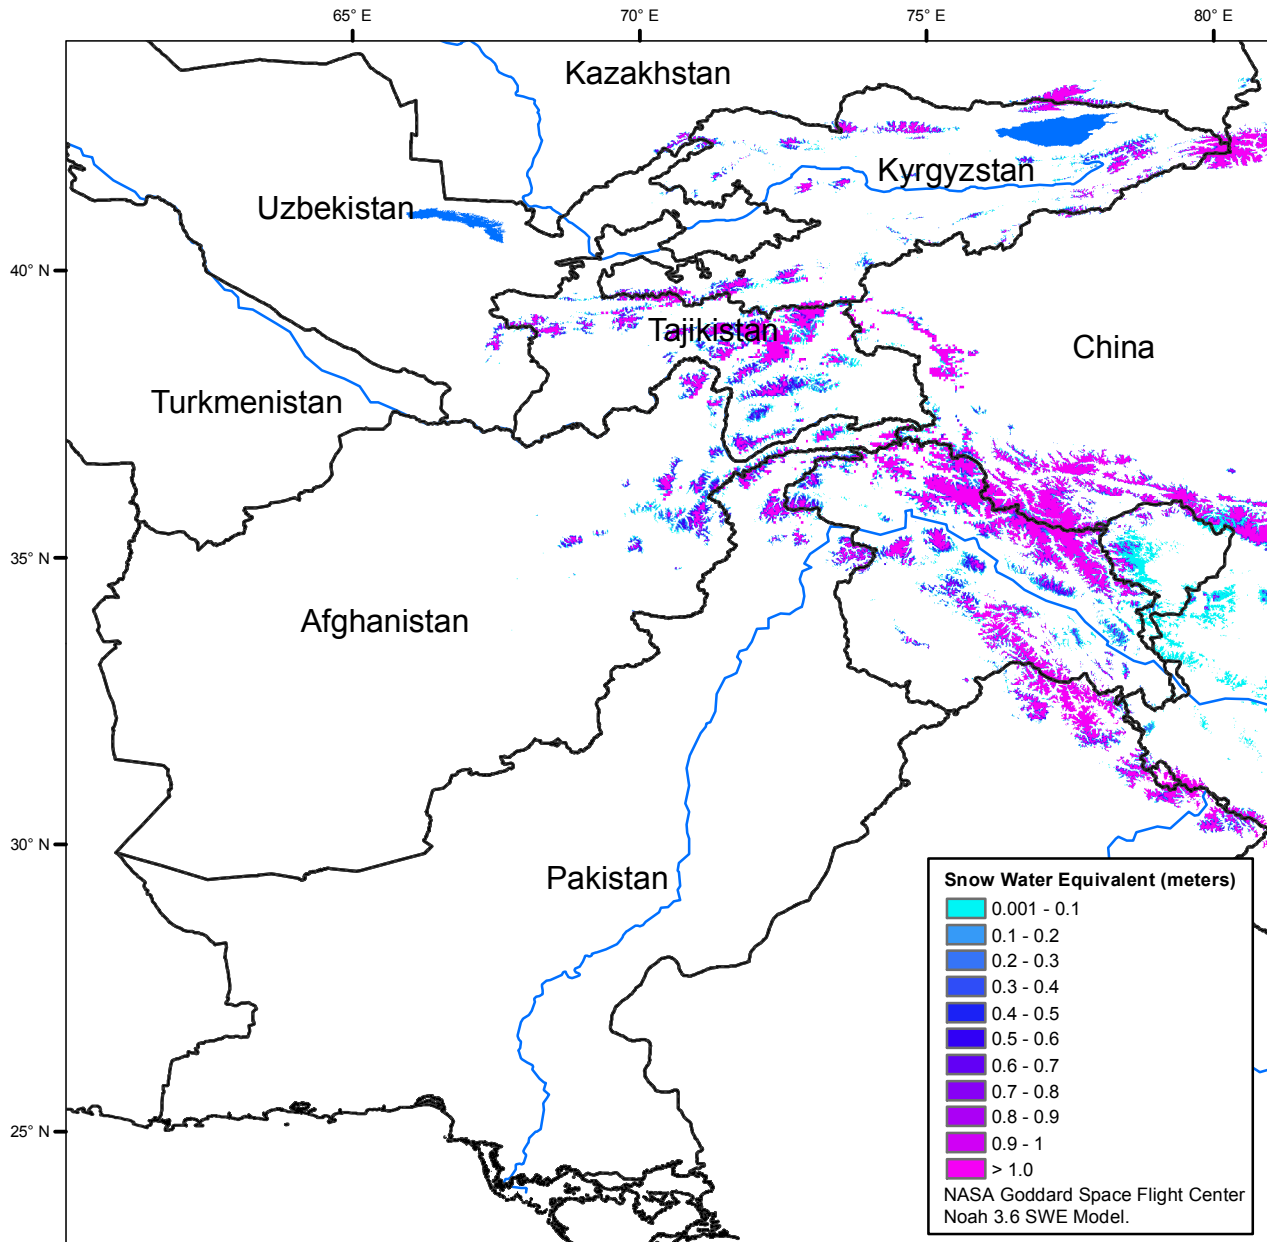 65° E
70° E
75° E
80° E
Kazakhstan
Kyrgyzstan
Uzbekistan
40° N
Tajikistan
China
Turkmenistan
35° N
Afghanistan
30° N
Pakistan
25° N
Snow Water Equivalent (meters)
0.001 - 0.1
0.1 - 0.2
0.2 - 0.3
0.3 - 0.4
0.4 - 0.5
0.5 - 0.6
0.6 - 0.7
0.7 - 0.8
0.8 - 0.9
0.9 - 1
> 1.0
NASA Goddard Space Flight Center
Noah 3.6 SWE Model.